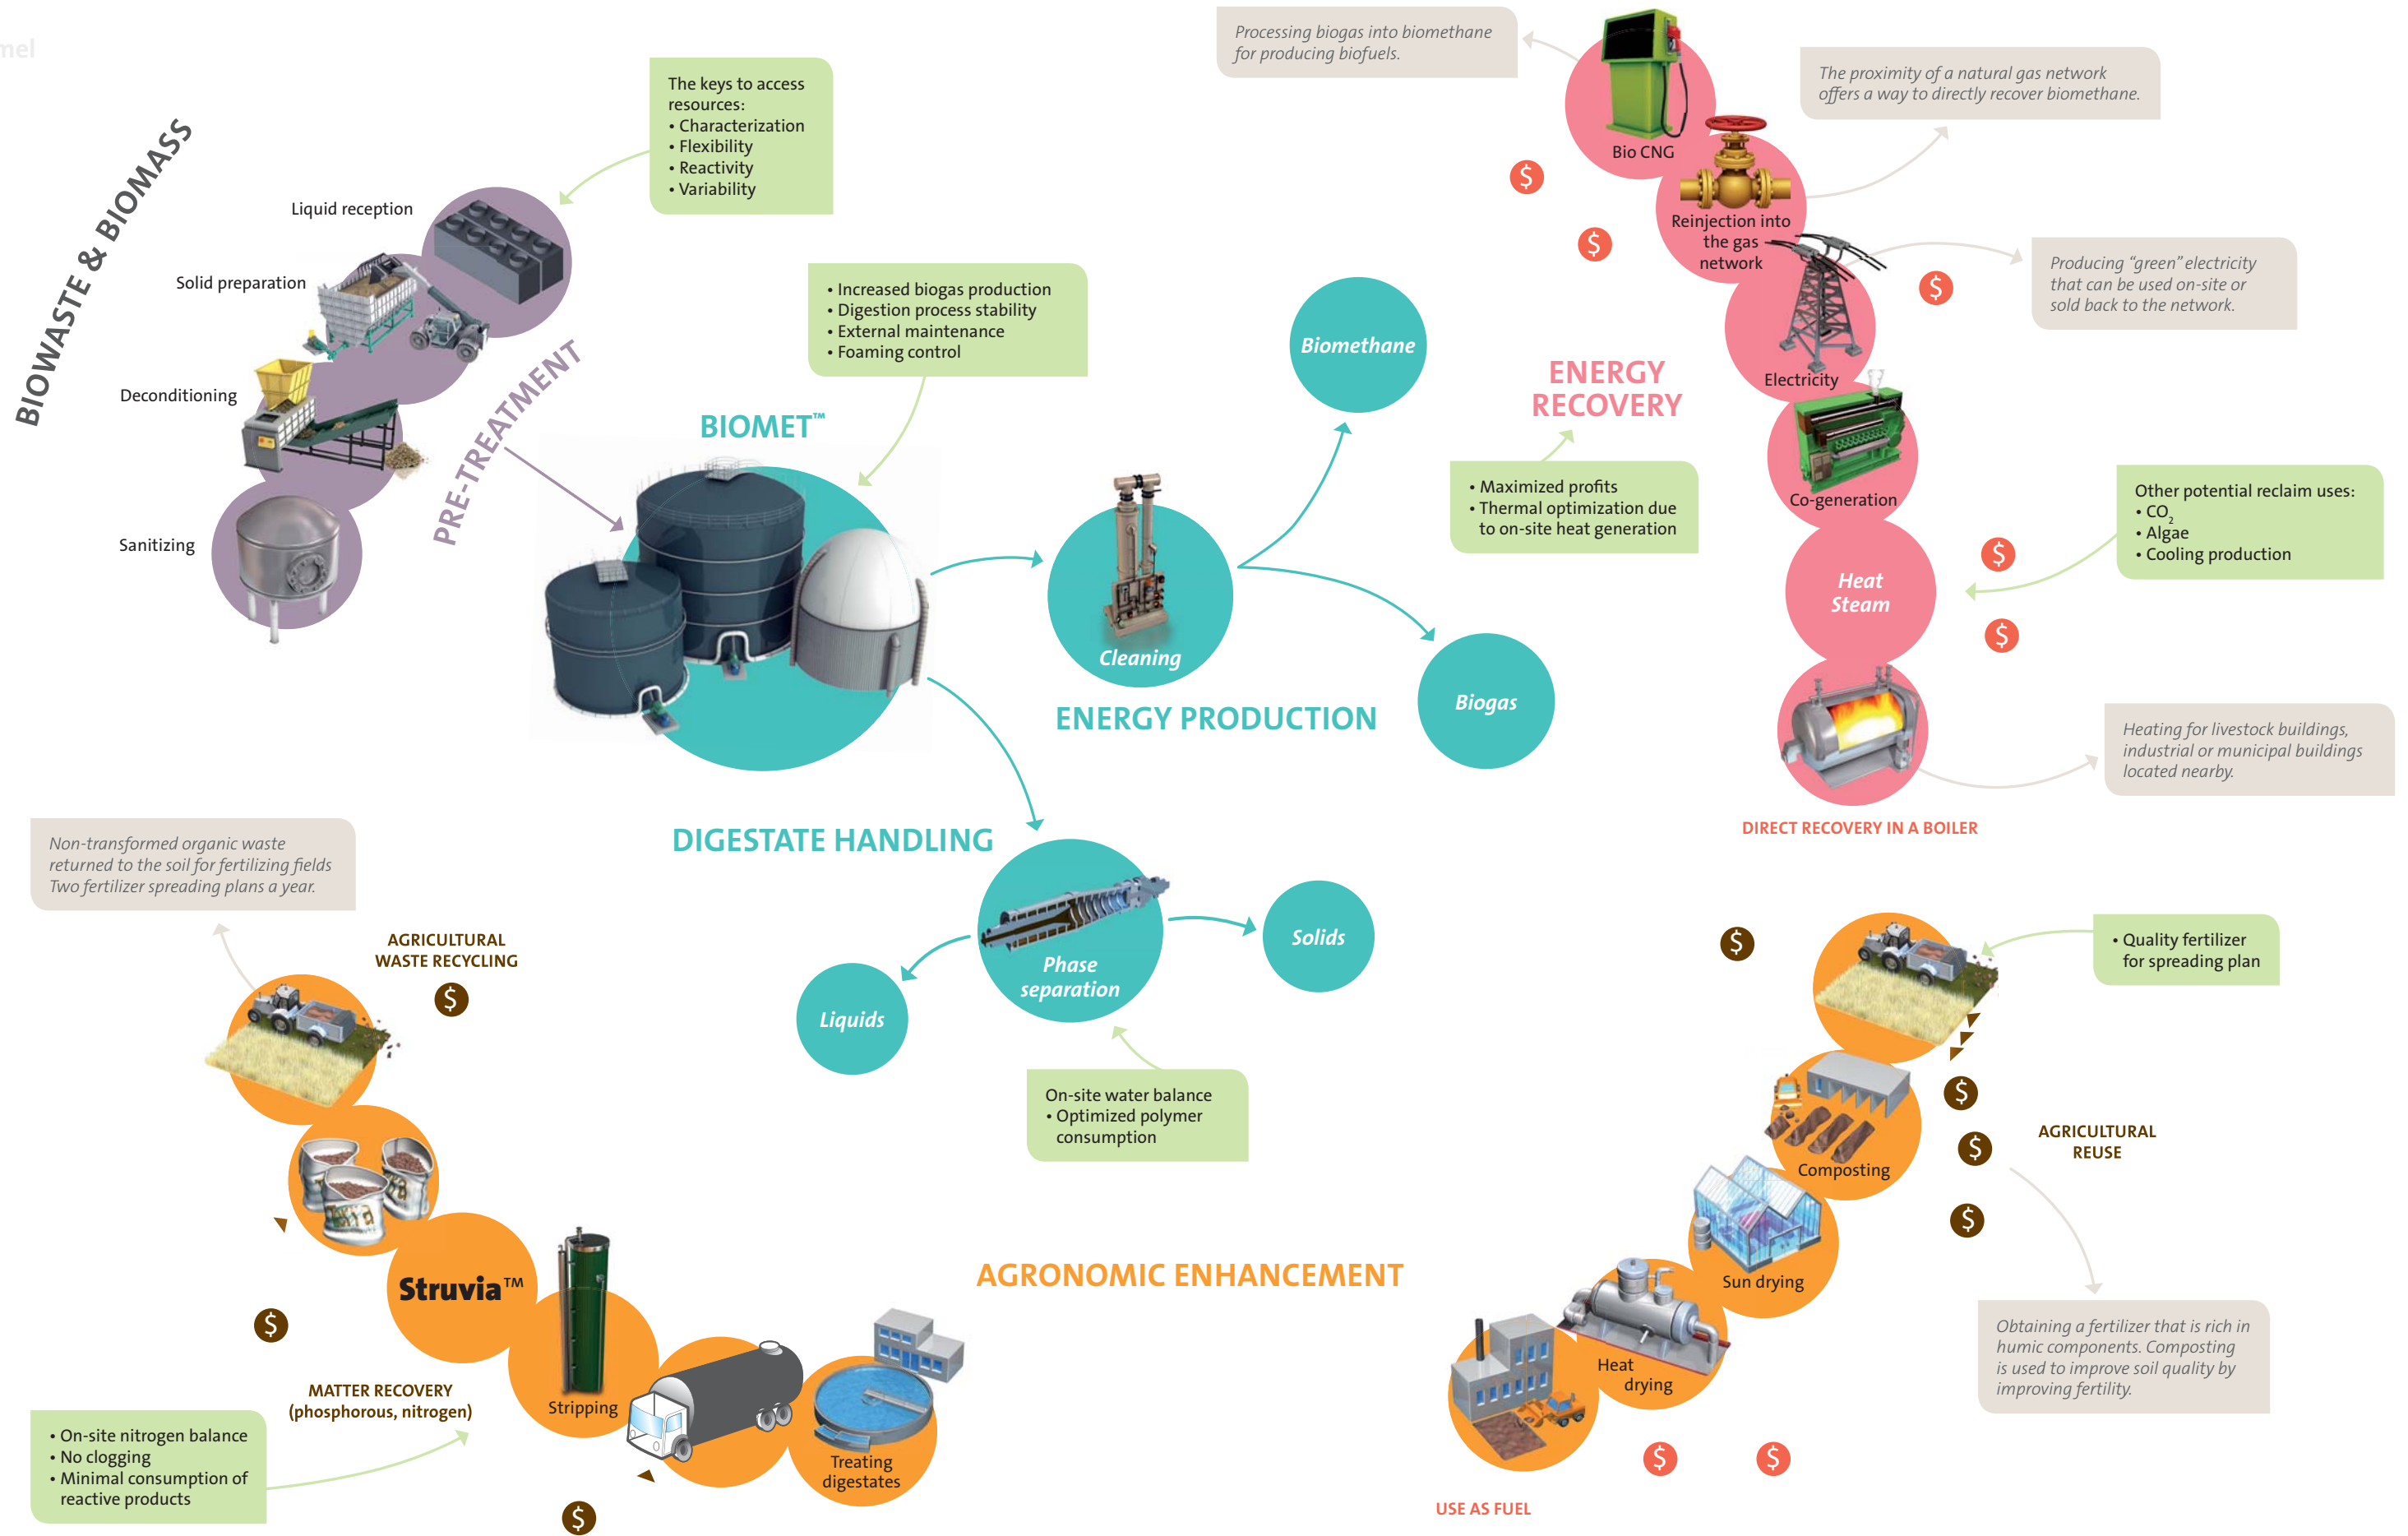 mel
BIOWASTE & BIOMASS
The keys to access
resources:
• Characterization
• Flexibility
• Reactivity
• Variability
Liquid reception
Solid preparation
Deconditioning
Sanitizing
PRE-TREATMENT
• Increased biogas production
• Digestion process stability
• External maintenance
• Foaming control
BIOMET™
Cleaning
ENERGY PRODUCTION
Biomethane
Biogas
ENERGY
RECOVERY
• Maximized profits
• Thermal optimization due
to on-site heat generation
Processing biogas into biomethane
for producing biofuels.
Bio CNG
$
$
The proximity of a natural gas network
offers a way to directly recover biomethane.
Reinjection into
the gas
network
Producing “green” electricity
that can be used on-site or
sold back to the network.
$
Electricity
Co-generation
Other potential reclaim uses:
• CO₂
• Algae
• Cooling production
$
$
Heat
Steam
Heating for livestock buildings,
industrial or municipal buildings
located nearby.
DIRECT RECOVERY IN A BOILER
DIGESTATE HANDLING
Phase
separation
Liquids
Solids
On-site water balance
• Optimized polymer
consumption
Non-transformed organic waste
returned to the soil for fertilizing fields
Two fertilizer spreading plans a year.
AGRICULTURAL
WASTE RECYCLING
$
Struvia™
$
MATTER RECOVERY
(phosphorous, nitrogen)
• On-site nitrogen balance
• No clogging
• Minimal consumption of
reactive products
Stripping
$
Treating
digestates
AGRONOMIC ENHANCEMENT
$
• Quality fertilizer
for spreading plan
$
$
$
AGRICULTURAL
REUSE
Composting
Sun drying
Heat
drying
Obtaining a fertilizer that is rich in
humic components. Composting
is used to improve soil quality by
improving fertility.
$
$
USE AS FUEL